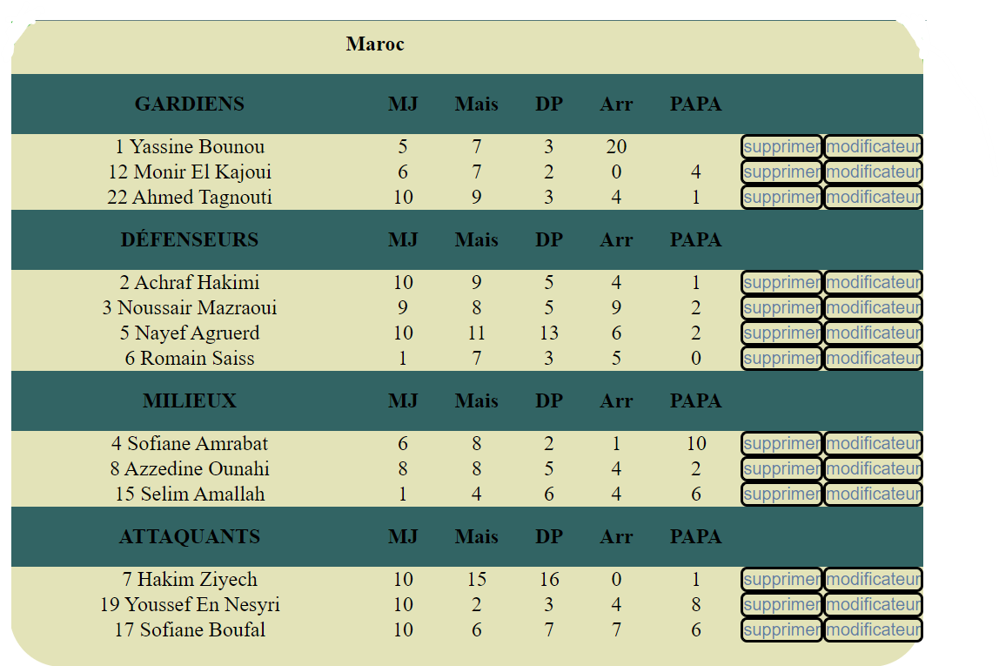 Maroc
GARDIENS MJ Mais DP Arr PAPA
1 Yassine Bounou 5 7 3 20 supprimer modificateur
12 Monir El Kajoui 6 7 2 0 4 supprimer modificateur
22 Ahmed Tagnouti 10 9 3 4 1 supprimer modificateur
DÉFENSEURS MJ Mais DP Arr PAPA
2 Achraf Hakimi 10 9 5 4 1 supprimer modificateur
3 Noussair Mazraoui 9 8 5 9 2 supprimer modificateur
5 Nayef Agruerd 10 11 13 6 2 supprimer modificateur
6 Romain Saiss 1 7 3 5 0 supprimer modificateur
MILIEUX MJ Mais DP Arr PAPA
4 Sofiane Amrabat 6 8 2 1 10 supprimer modificateur
8 Azzedine Ounahi 8 8 5 4 2 supprimer modificateur
15 Selim Amallah 1 4 6 4 6 supprimer modificateur
ATTAQUANTS MJ Mais DP Arr PAPA
7 Hakim Ziyech 10 15 16 0 1 supprimer modificateur
19 Youssef En Nesyri 10 2 3 4 8 supprimer modificateur
17 Sofiane Boufal 10 6 7 7 6 supprimer modificateur